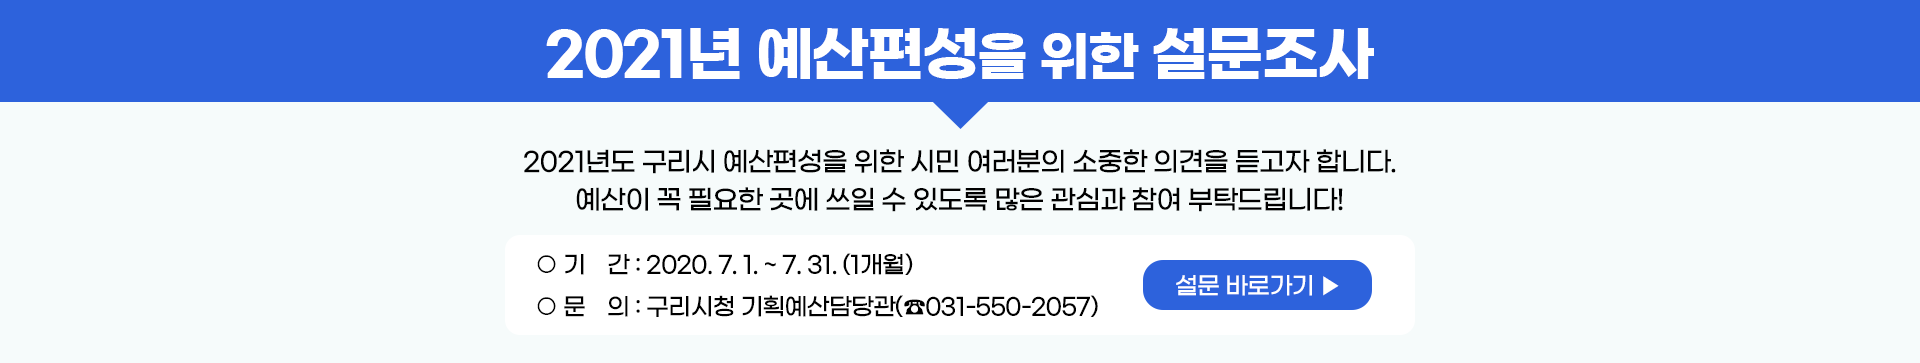 2021년 예산편성을 위한 설문조사
2021년도 구리시 예산편성을 위한 시민 여러분의 소중한 의견을 듣고자 합니다.
예산이 꼭 필요한 곳에 쓰일 수 있도록 많은 관심과 참여 부탁드립니다!
○ 기 간 : 2020. 7. 1. ~ 7. 31. (1개월)
○ 문 의 : 구리시청 기획예산담당관(☎031-550-2057)
설문 바로가기 ▶